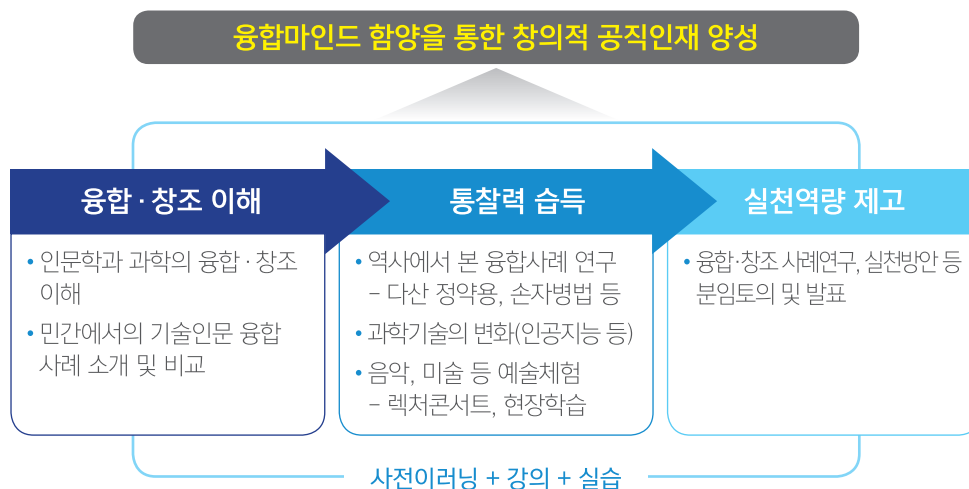 융합마인드 함양을 통한 창의적 공직인재 양성
융합 · 창조 이해
• 인문학과 과학의 융합 · 창조
이해
• 민간에서의 기술인문 융합
사례 소개 및 비교
통찰력 습득
• 역사에서 본 융합사례 연구
– 다산 정약용, 손자병법 등
• 과학기술의 변화(인공지능 등)
• 음악, 미술 등 예술체험
– 렉처콘서트, 현장학습
실천역량 제고
• 융합·창조 사례연구, 실천방안 등
분임토의 및 발표
사전이러닝 + 강의 + 실습